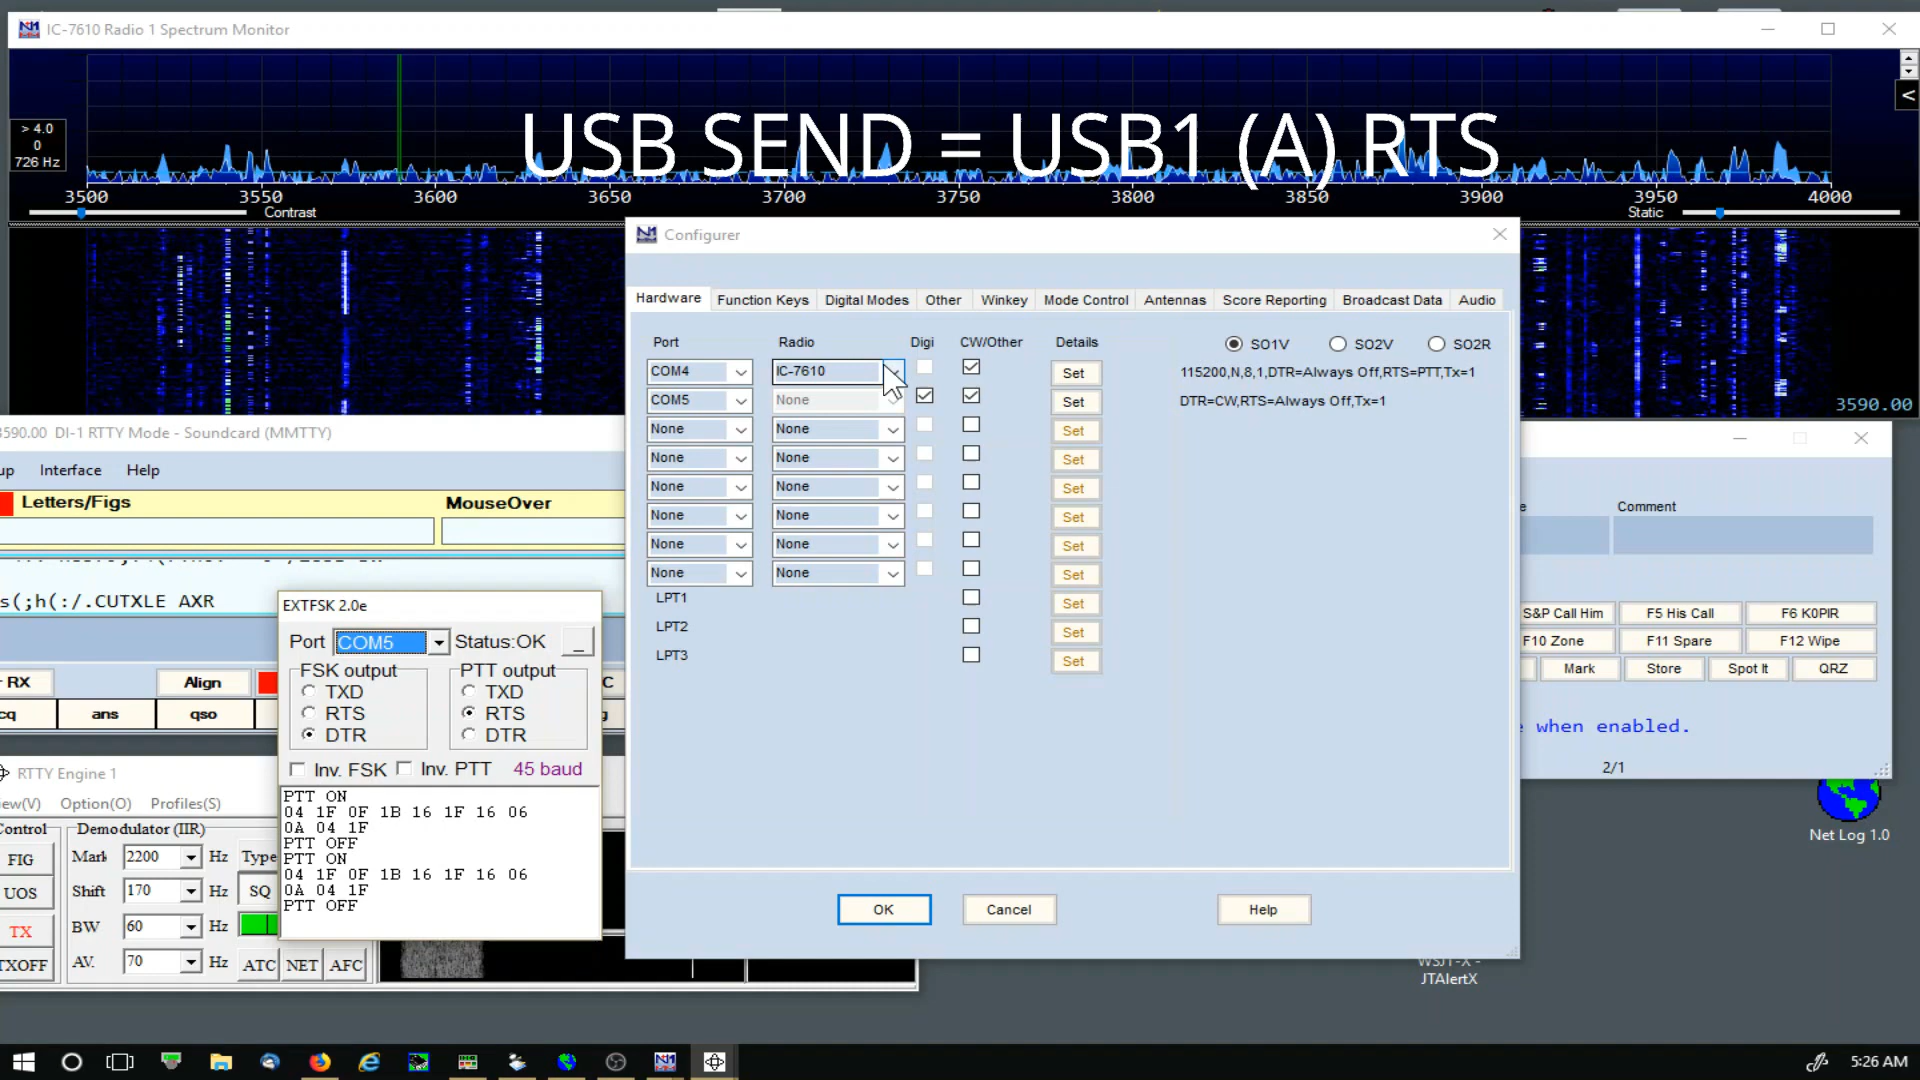 IC-7610 Radio 1 Spectrum Monitor
> 4.0
0
726 Hz
USB SEND = USB1 (A) RTS
3500 3550 3600 3650 3700 3750 3800 3850 3900 3950 4000
Contrast
Static
<
3590.00
Configurer
Hardware Function Keys Digital Modes Other Winkey Mode Control Antennas Score Reporting Broadcast Data Audio
Port Radio Digi CW/Other Details SO1V SO2V SO2R
COM4 IC-7610 Set 115200,N,8,1,DTR=Always Off,RTS=PTT,Tx=1
COM5 None Set DTR=CW,RTS=Always Off,Tx=1
None None Set
None None Set
None None Set
None None Set
None None Set
None None Set
LPT1 Set
LPT2 Set
LPT3 Set
OK Cancel Help
3590.00 DI-1 RTTY Mode - Soundcard (MMTTY)
up Interface Help
Letters/Figs MouseOver
s(;h(:/.CUTXLE AXR
RX Align
cq ans qso
EXTFSK 2.0e
Port COM5 Status:OK _
FSK output PTT output
TXD TXD
RTS RTS
DTR DTR
Inv. FSK Inv. PTT 45 baud
PTT ON
04 1F 0F 1B 16 1F 16 06
0A 04 1F
PTT OFF
PTT ON
04 1F 0F 1B 16 1F 16 06
0A 04 1F
PTT OFF
RTTY Engine 1
iew(V) Option(O) Profiles(S)
Control Demodulator (IIR)
FIG Mark 2200 Hz Type
UOS Shift 170 Hz SQ
TX BW 60 Hz
TXOFF AV. 70 Hz ATC NET AFC
e Comment
S&P Call Him F5 His Call F6 K0PIR
F10 Zone F11 Spare F12 Wipe
Mark Store Spot It QRZ
e when enabled.
2/1
Net Log 1.0
WSJT-X -
JTAlertX
5:26 AM